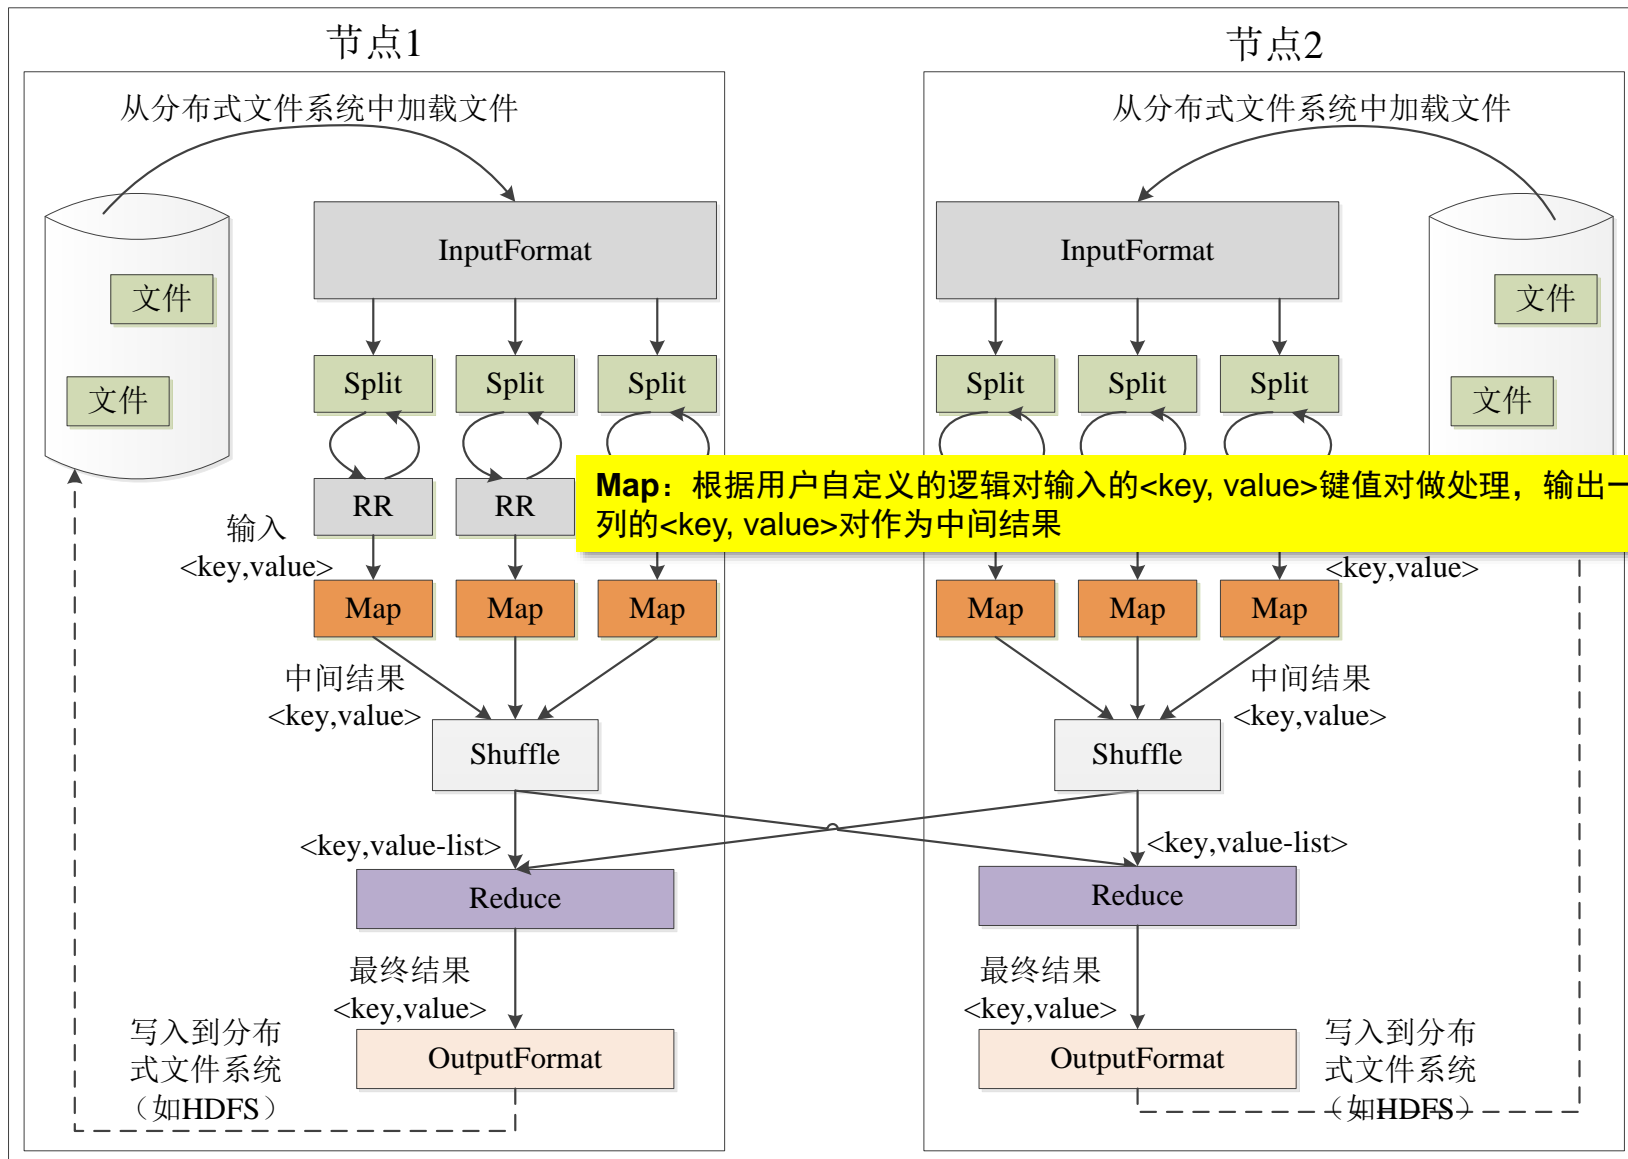 节点1
节点2
从分布式文件系统中加载文件
从分布式文件系统中加载文件
InputFormat
InputFormat
文件
文件
文件
文件
Split
Split
Split
Split
Split
Split
RR
RR
Map：根据用户自定义的逻辑对输入的<key, value>键值对做处理，输出一
列的<key, value>对作为中间结果
输入
<key,value>
<key,value>
Map
Map
Map
Map
Map
Map
中间结果
<key,value>
中间结果
<key,value>
Shuffle
Shuffle
<key,value-list>
<key,value-list>
Reduce
Reduce
最终结果
<key,value>
最终结果
<key,value>
OutputFormat
OutputFormat
写入到分布
式文件系统
（如HDFS）
写入到分布
式文件系统
（如HDFS）